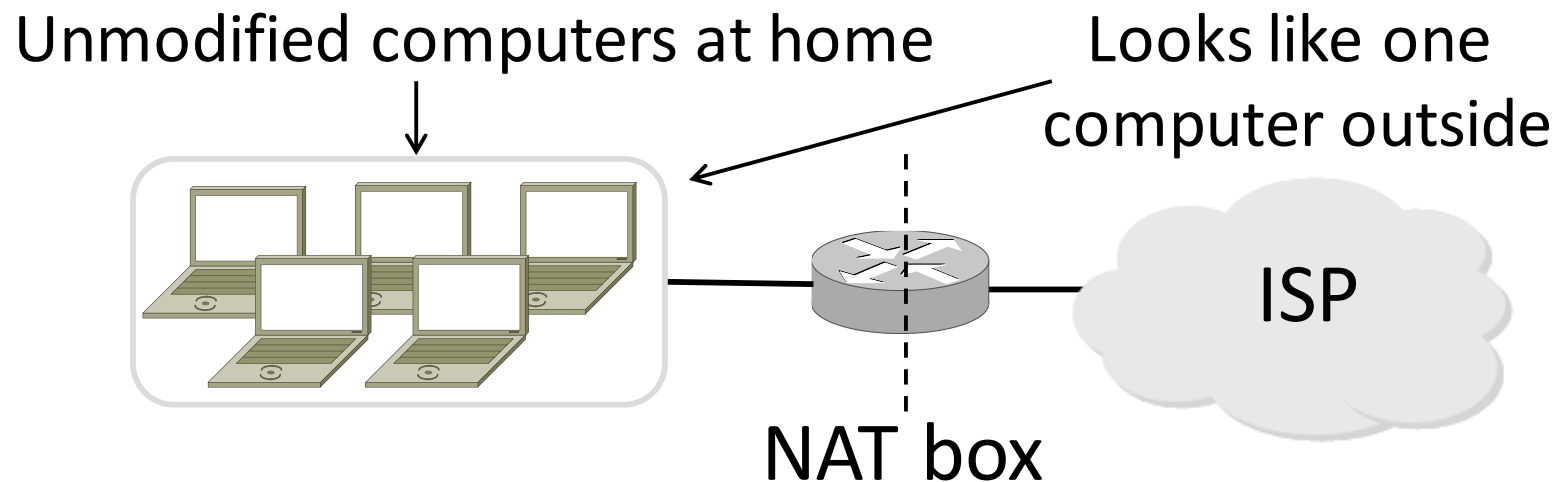 Unmodified computers at home
Looks like one
computer outside
ISP
NAT box